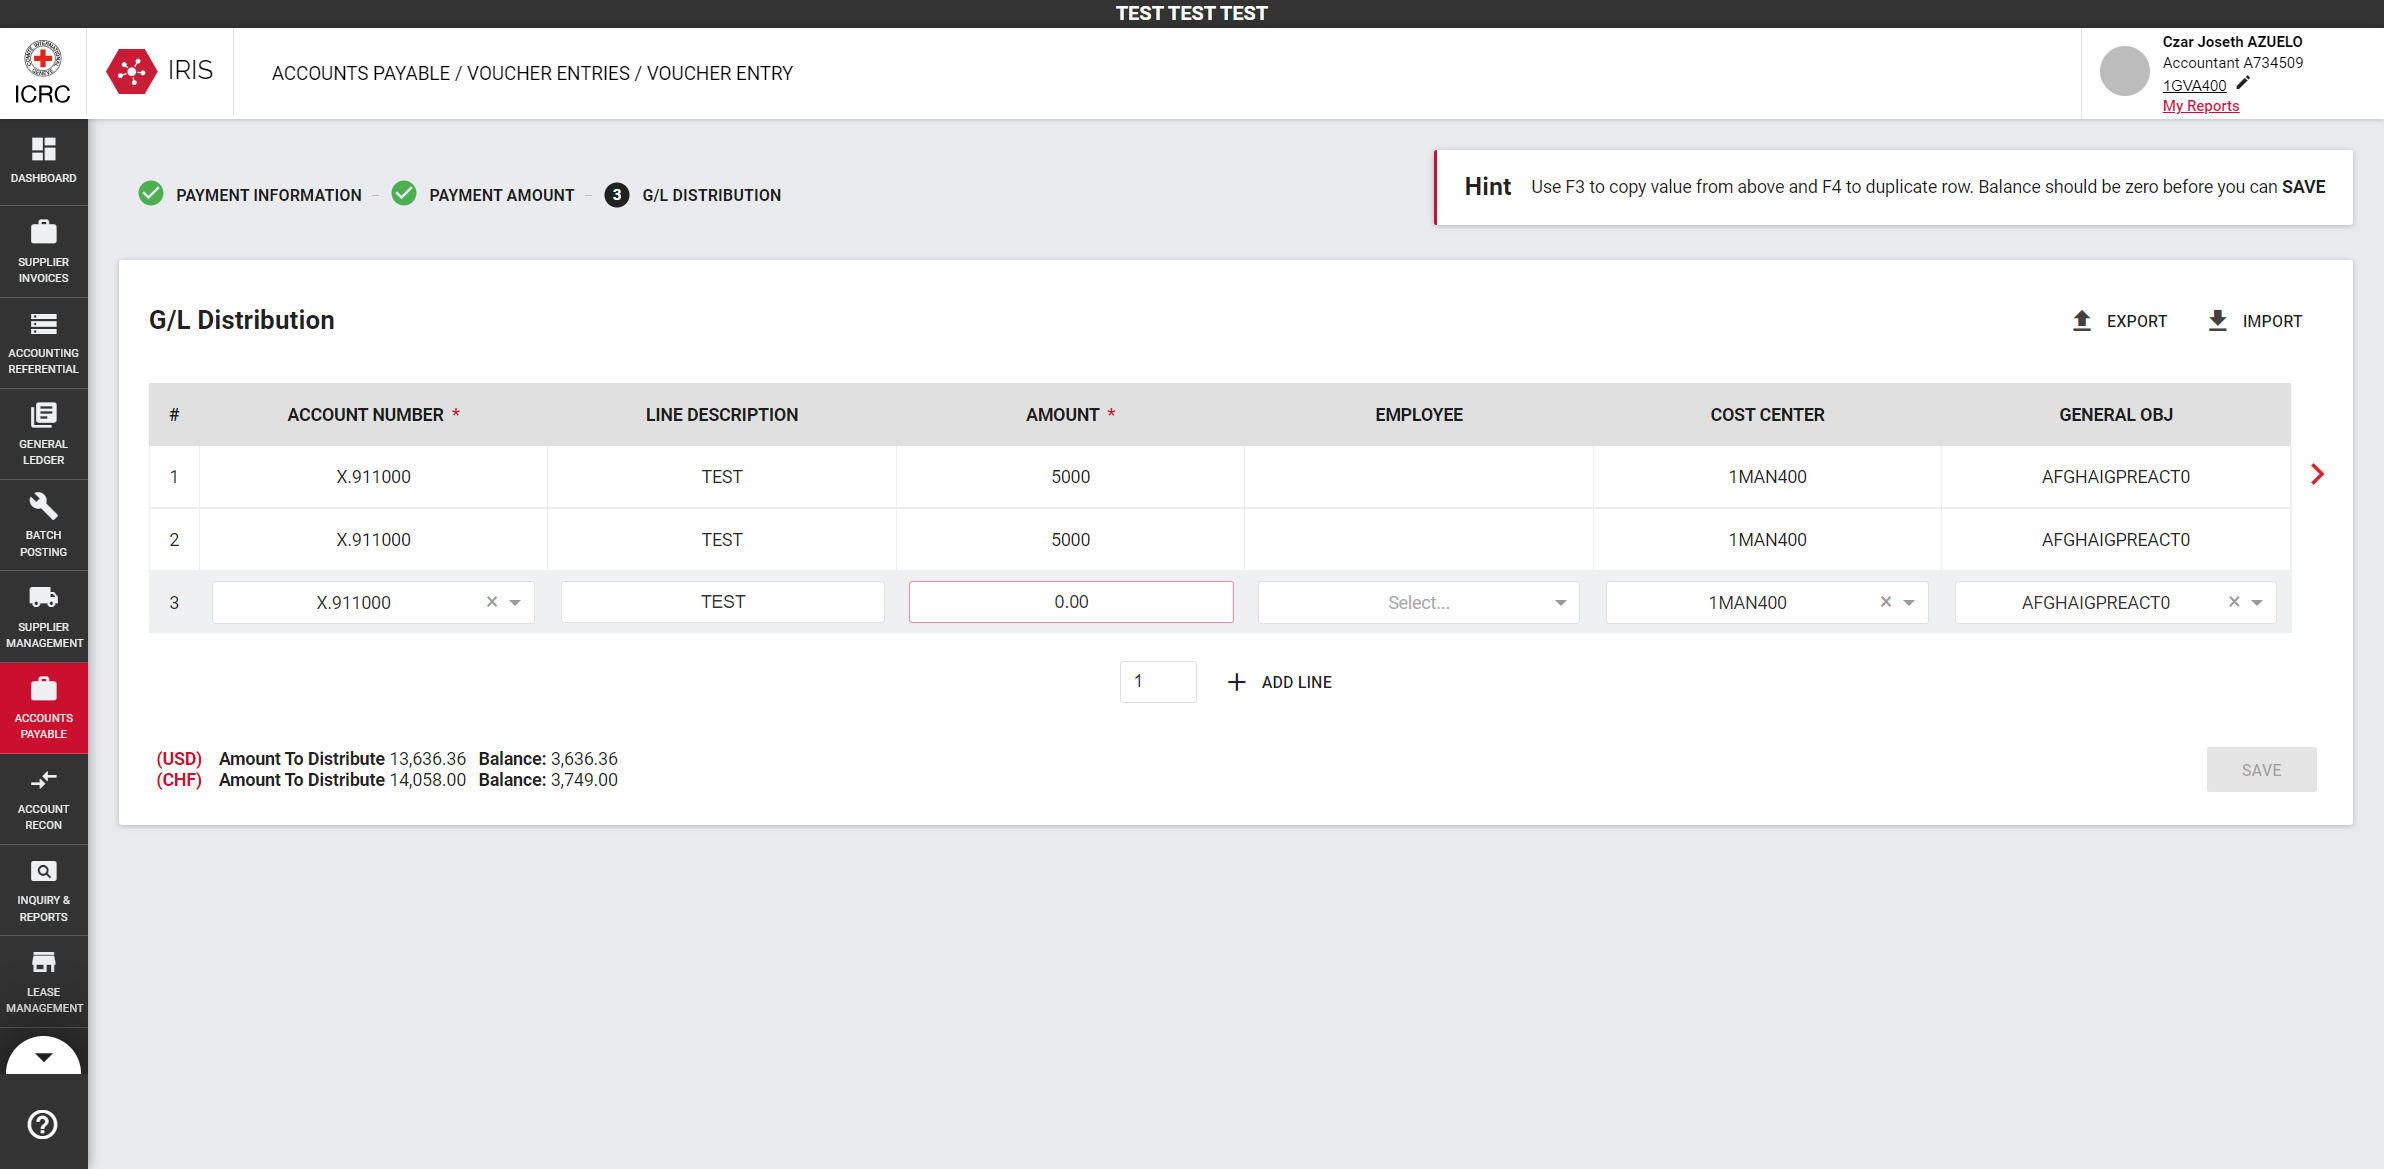 TEST TEST TEST
ICRC
IRIS
ACCOUNTS PAYABLE / VOUCHER ENTRIES / VOUCHER ENTRY
Czar Joseth AZUELO
Accountant A734509
1GVA400
My Reports
DASHBOARD
SUPPLIER
INVOICES
ACCOUNTING
REFERENTIAL
GENERAL
LEDGER
BATCH
POSTING
SUPPLIER
MANAGEMENT
ACCOUNTS
PAYABLE
ACCOUNT
RECON
INQUIRY &
REPORTS
LEASE
MANAGEMENT
PAYMENT INFORMATION – PAYMENT AMOUNT – 3 G/L DISTRIBUTION
Hint Use F3 to copy value from above and F4 to duplicate row. Balance should be zero before you can SAVE
G/L Distribution
EXPORT IMPORT
# ACCOUNT NUMBER * LINE DESCRIPTION AMOUNT * EMPLOYEE COST CENTER GENERAL OBJ
1 X.911000 TEST 5000 1MAN400 AFGHAIGPREACT0
2 X.911000 TEST 5000 1MAN400 AFGHAIGPREACT0
3 X.911000 × TEST 0.00 Select... 1MAN400 × AFGHAIGPREACT0 ×
1 + ADD LINE
(USD) Amount To Distribute 13,636.36 Balance: 3,636.36
(CHF) Amount To Distribute 14,058.00 Balance: 3,749.00
SAVE